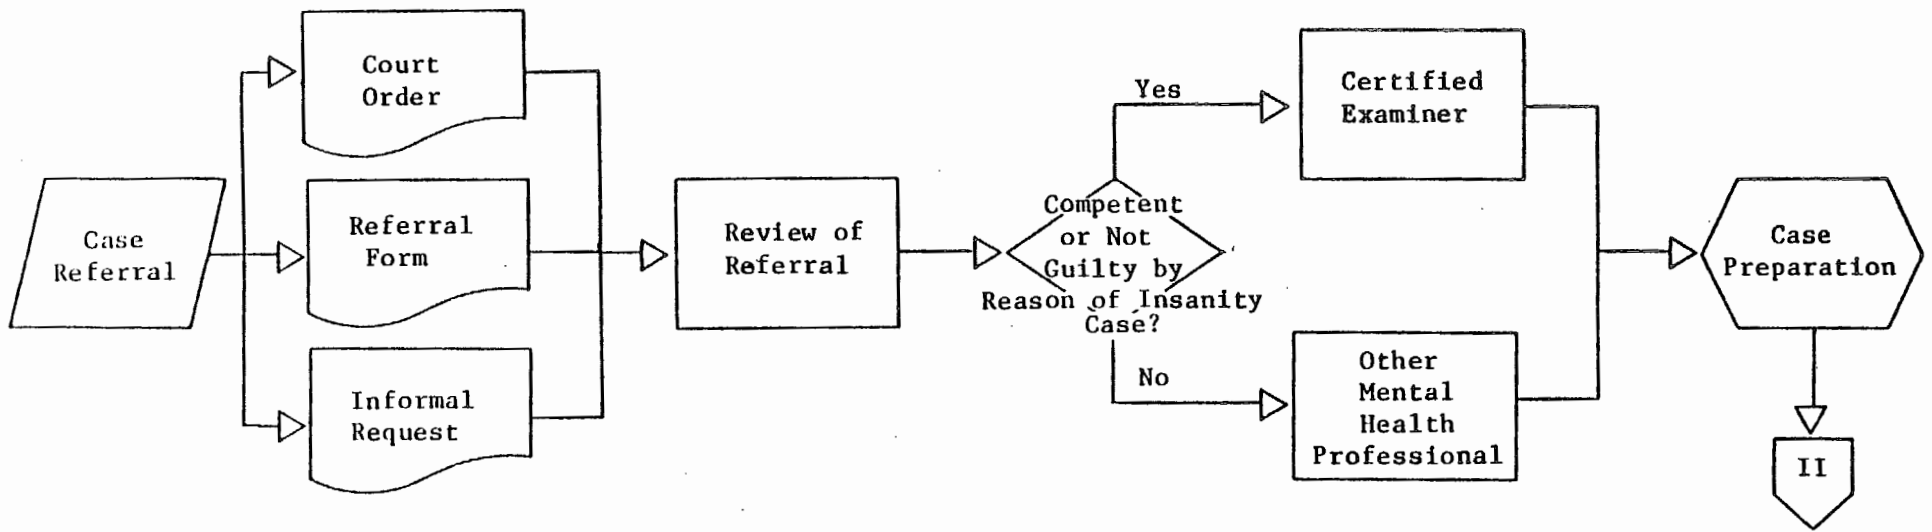 Case
Referral
Court
Order
Referral
Form
Informal
Request
Review of
Referral
Competent
or Not
Guilty by
Reason of Insanity
Case?
Yes
No
Certified
Examiner
Other
Mental
Health
Professional
Case
Preparation
II